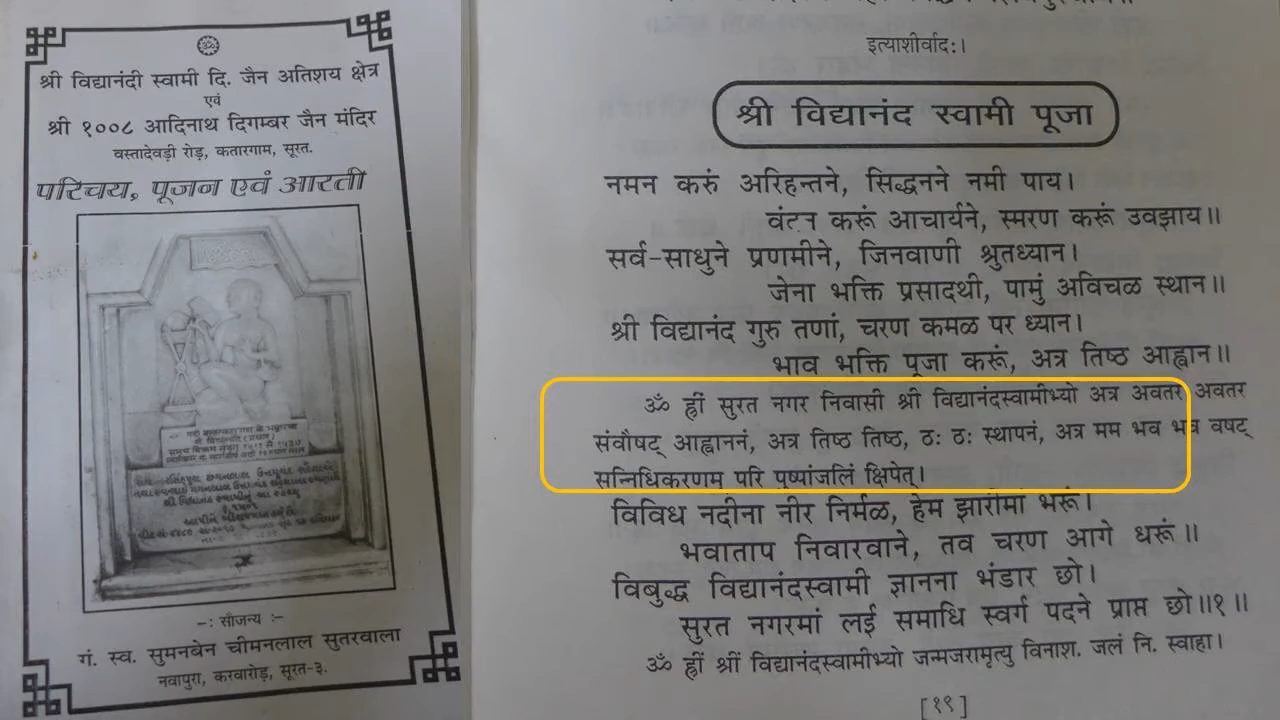 श्री विद्यानंदी स्वामी दि. जैन अतिशय क्षेत्र
एवं
श्री १००८ आदिनाथ दिगम्बर जैन मंदिर
वस्तादेवड़ी रोड़, कतारगाम, सूरत.
परिचय, पूजन एवं आरती
-: सौंजन्य :-
गं. स्व. सुमनबेन चीमनलाल सुतरवाला
नवापुरा, करवारोड़, सूरत-३.
इत्याशीर्वादः।
श्री विद्यानंद स्वामी पूजा
नमन करुं अरिहन्तने, सिद्धनने नमी पाय।
करूं आचार्यने, स्मरण करूं उवझाय॥
सर्व-साधुने प्रणमीने, जिनवाणी श्रुतध्यान।
जेना भक्ति प्रसादथी, पामुं अविचळ स्थान॥
श्री विद्यानंद गुरु तणां, चरण कमळ पर ध्यान।
भाव भक्ति पूजा करूं, अत्र तिष्ठ आह्वान॥
ॐ ह्रीं सुरत नगर निवासी श्री विद्यानंदस्वामीभ्यो अत्र अवतर अवतर
संवौषट् आह्वाननं, अत्र तिष्ठ तिष्ठ, ठः ठः स्थापनं, अत्र मम भव भव वषट्
सन्निधिकरणम परि पुष्पांजलिं क्षिपेत्।
विविध नदीना नीर निर्मळ, हेम झारीमां भरूं।
भवाताप निवारवाने, तव चरण आगे धरूं॥
विबुद्ध विद्यानंदस्वामी ज्ञानना भंडार छो।
सुरत नगरमां लई समाधि स्वर्ग पदने प्राप्त छो॥१॥
ॐ ह्रीं श्रीं विद्यानंदस्वामीभ्यो जन्मजरामृत्यु विनाश. जलं नि. स्वाहा।
[१९]